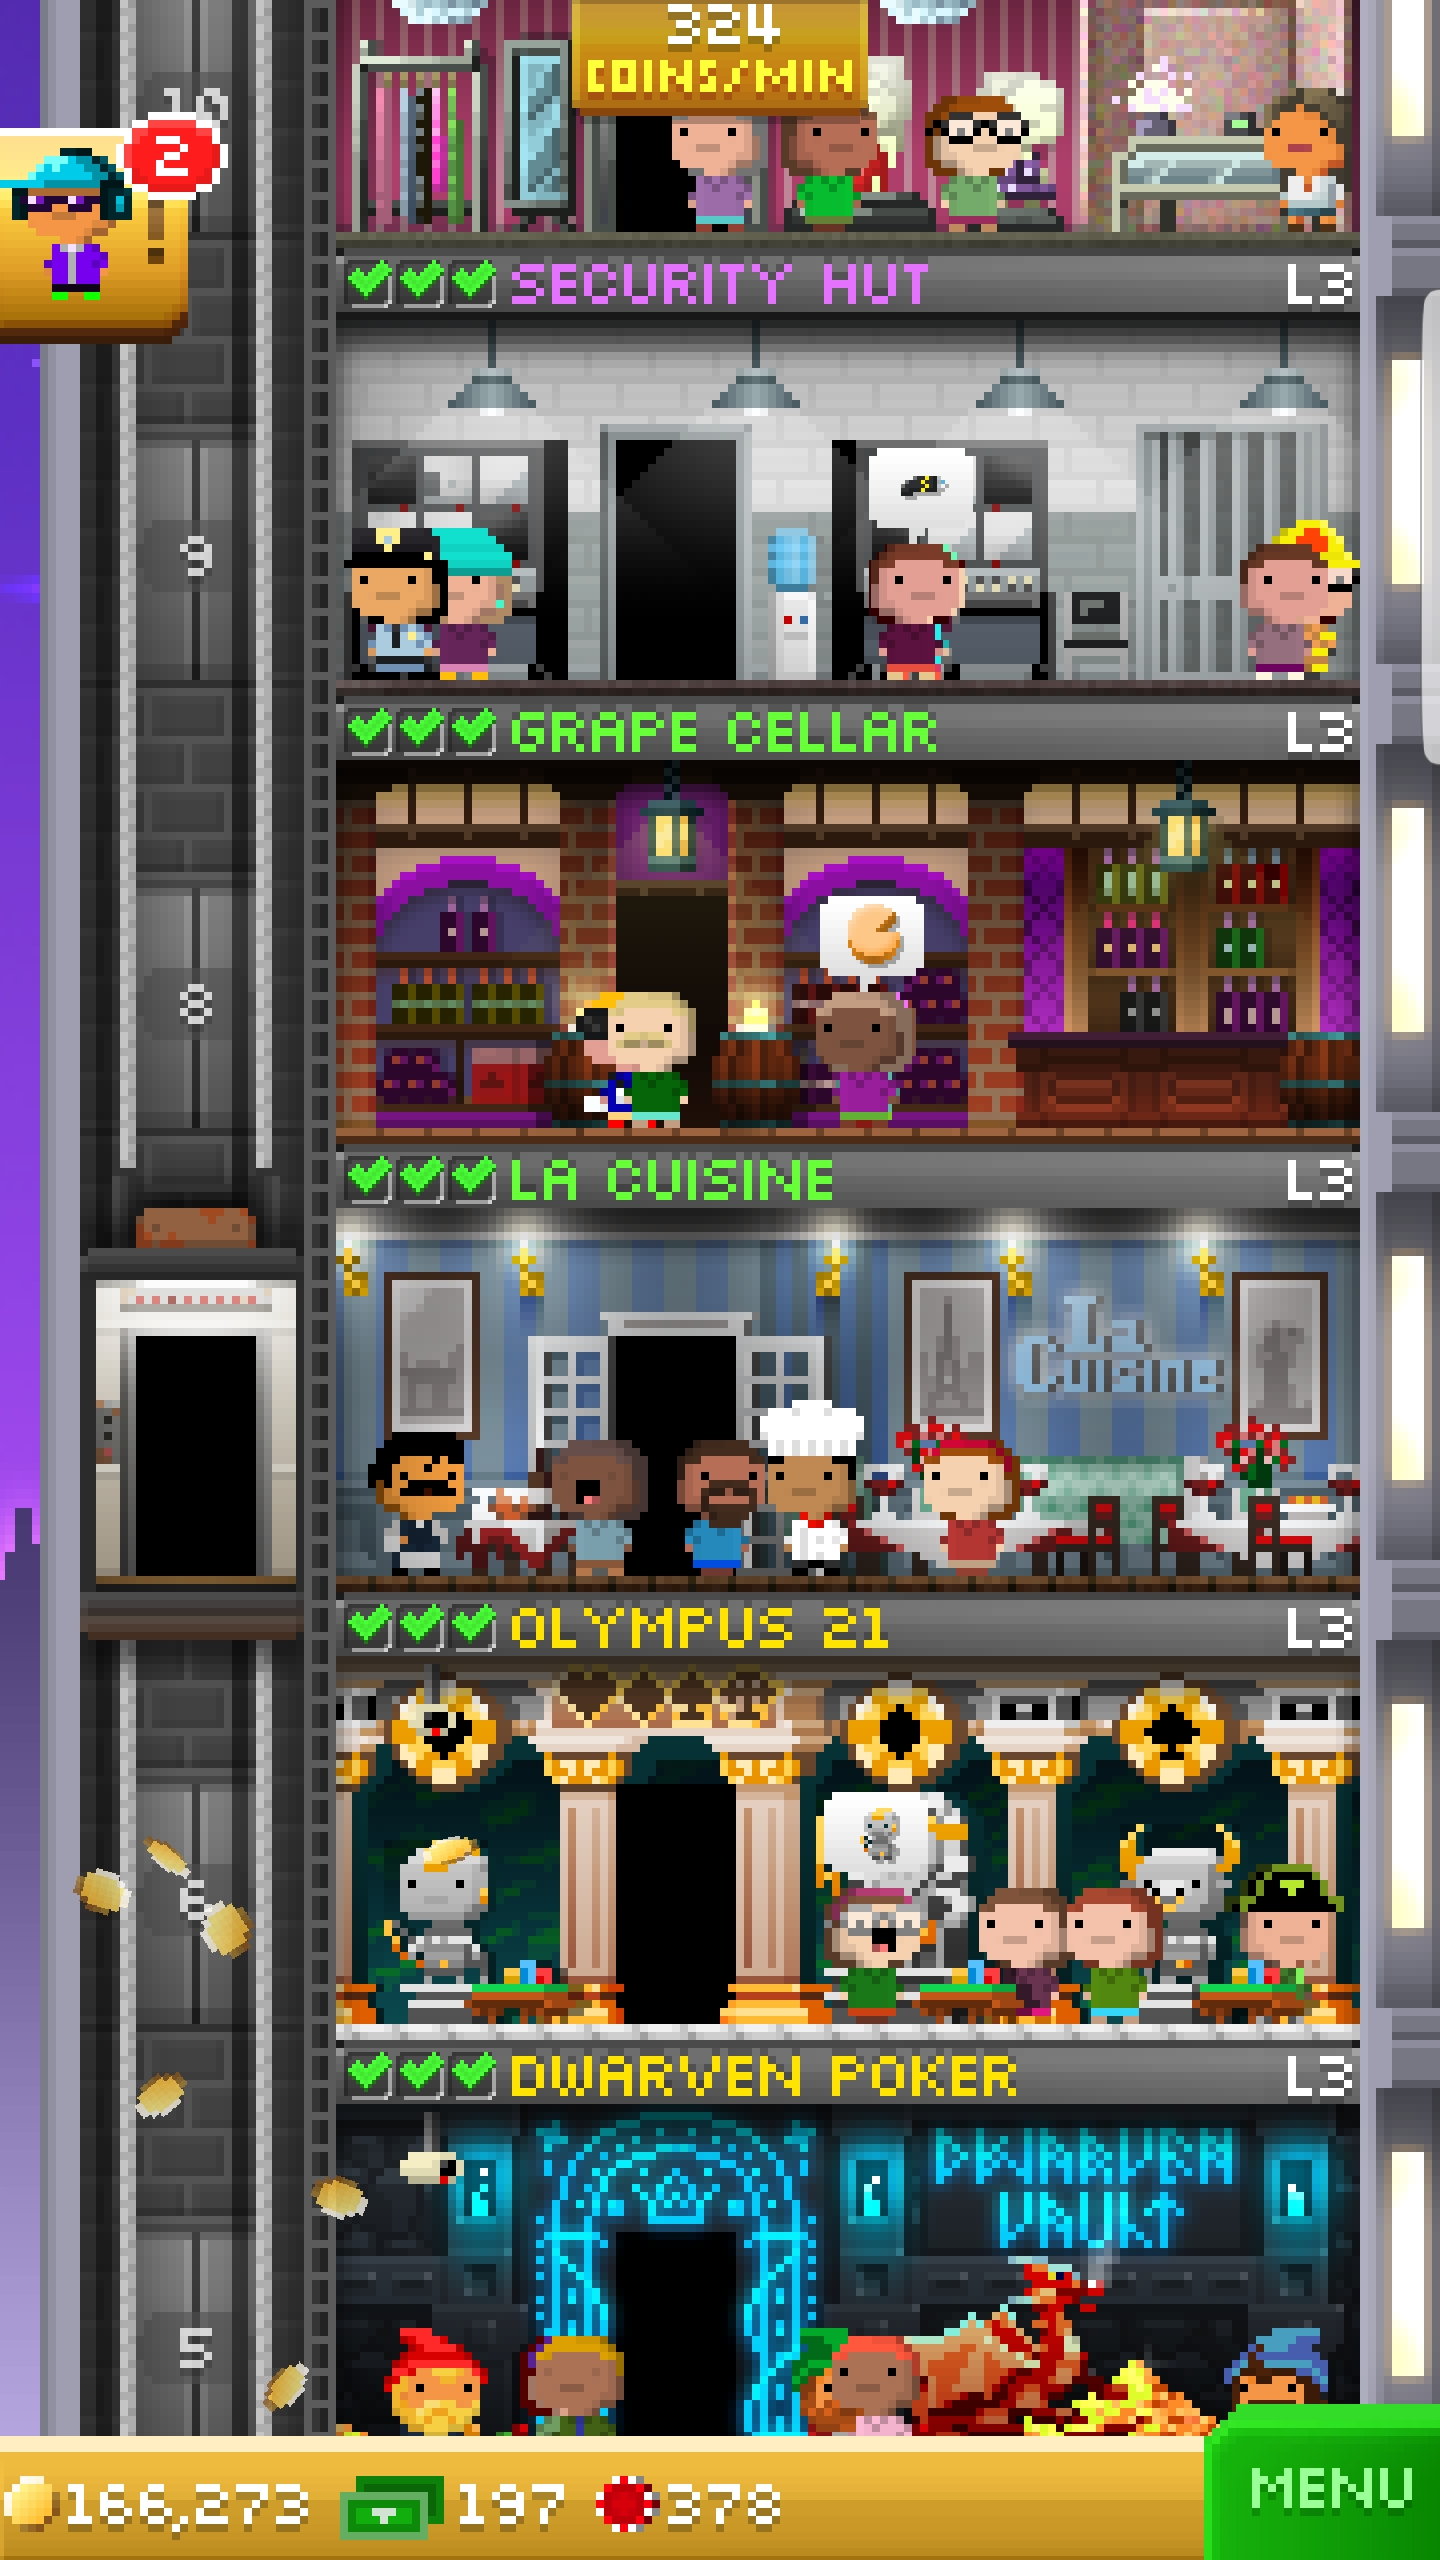 324
COINS/MIN
10
2
SECURITY HUT L3
9
GRAPE CELLAR L3
8
LA CUISINE L3
La
Cuisine
OLYMPUS 21 L3
DWARVEN POKER L3
DWARVEN
VAULT
5
166,273 197 378
MENU